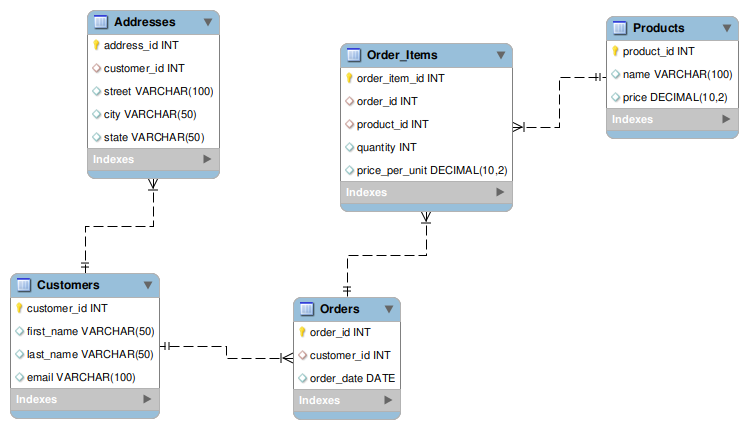 Addresses
address_id INT
customer_id INT
street VARCHAR(100)
city VARCHAR(50)
state VARCHAR(50)
Indexes
Order_Items
order_item_id INT
order_id INT
product_id INT
quantity INT
price_per_unit DECIMAL(10,2)
Indexes
Products
product_id INT
name VARCHAR(100)
price DECIMAL(10,2)
Indexes
Customers
customer_id INT
first_name VARCHAR(50)
last_name VARCHAR(50)
email VARCHAR(100)
Indexes
Orders
order_id INT
customer_id INT
order_date DATE
Indexes